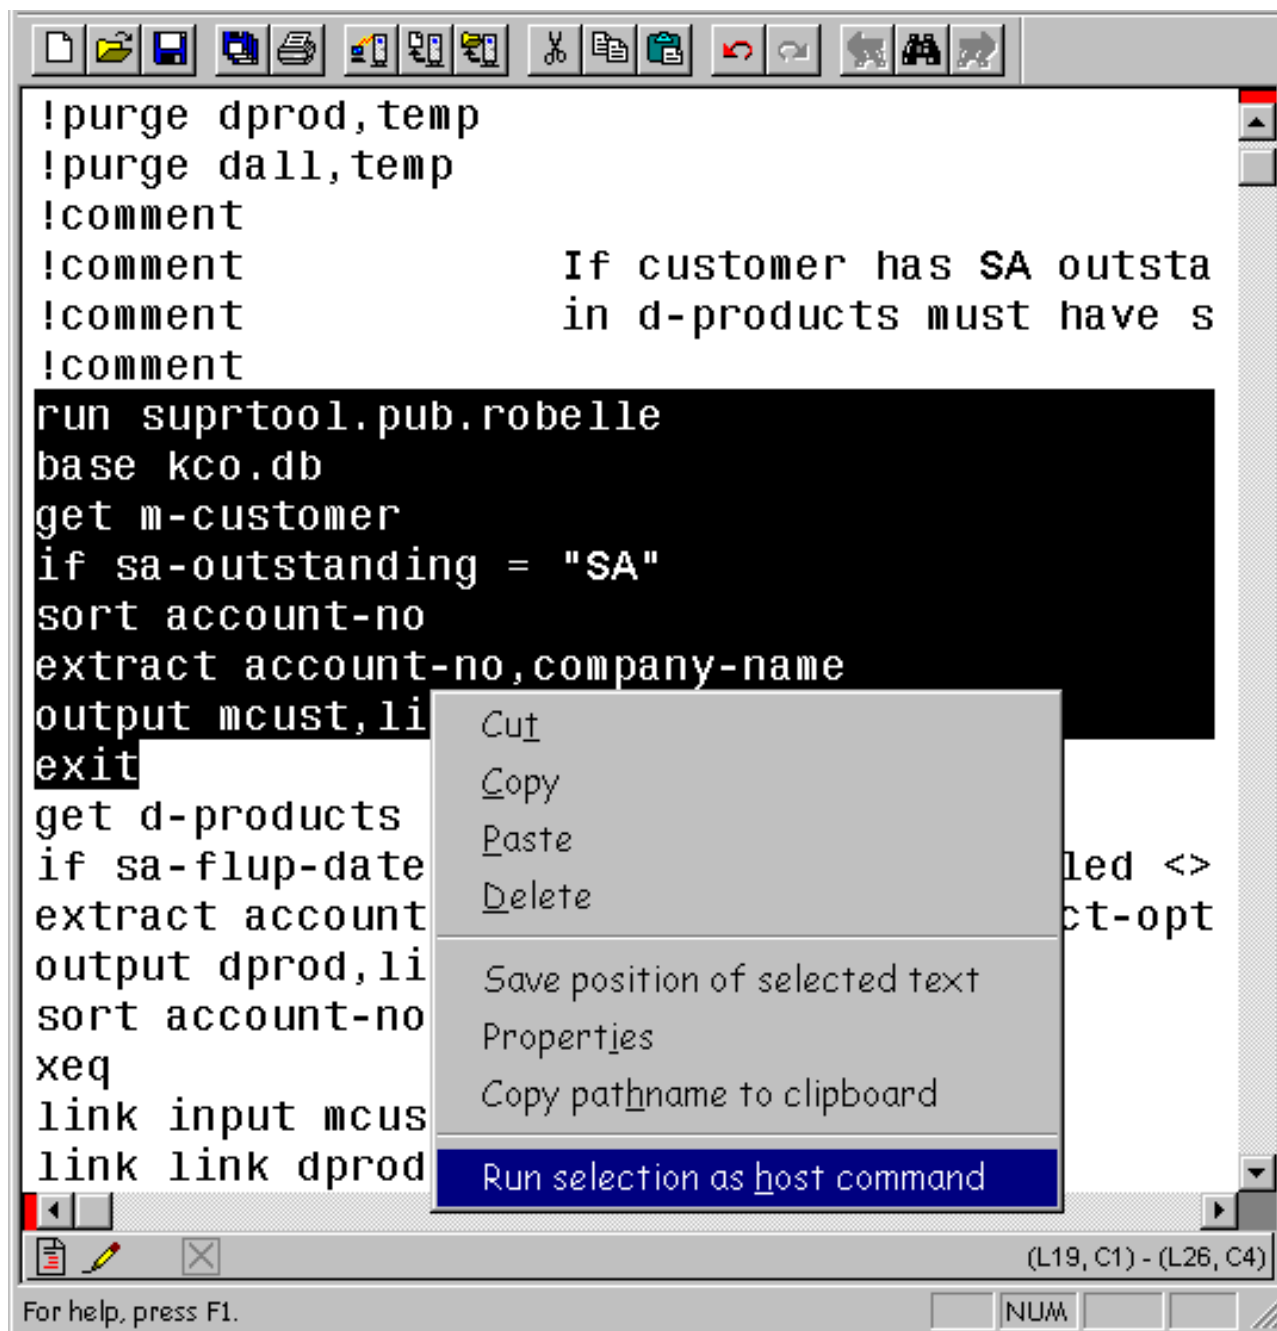 !purge dprod,temp
!purge dall,temp
!comment
!comment If customer has SA outsta
!comment in d-products must have s
!comment
run suprtool.pub.robelle
base kco.db
get m-customer
if sa-outstanding = "SA"
sort account-no
extract account-no,company-name
output mcust,li
exit
get d-products
if sa-flup-date led <>
extract account ct-opt
output dprod,li
sort account-no
xeq
link input mcus
link link dprod
Cut
Copy
Paste
Delete
Save position of selected text
Properties
Copy pathname to clipboard
Run selection as host command
(L19, C1) - (L26, C4)
For help, press F1.
NUM